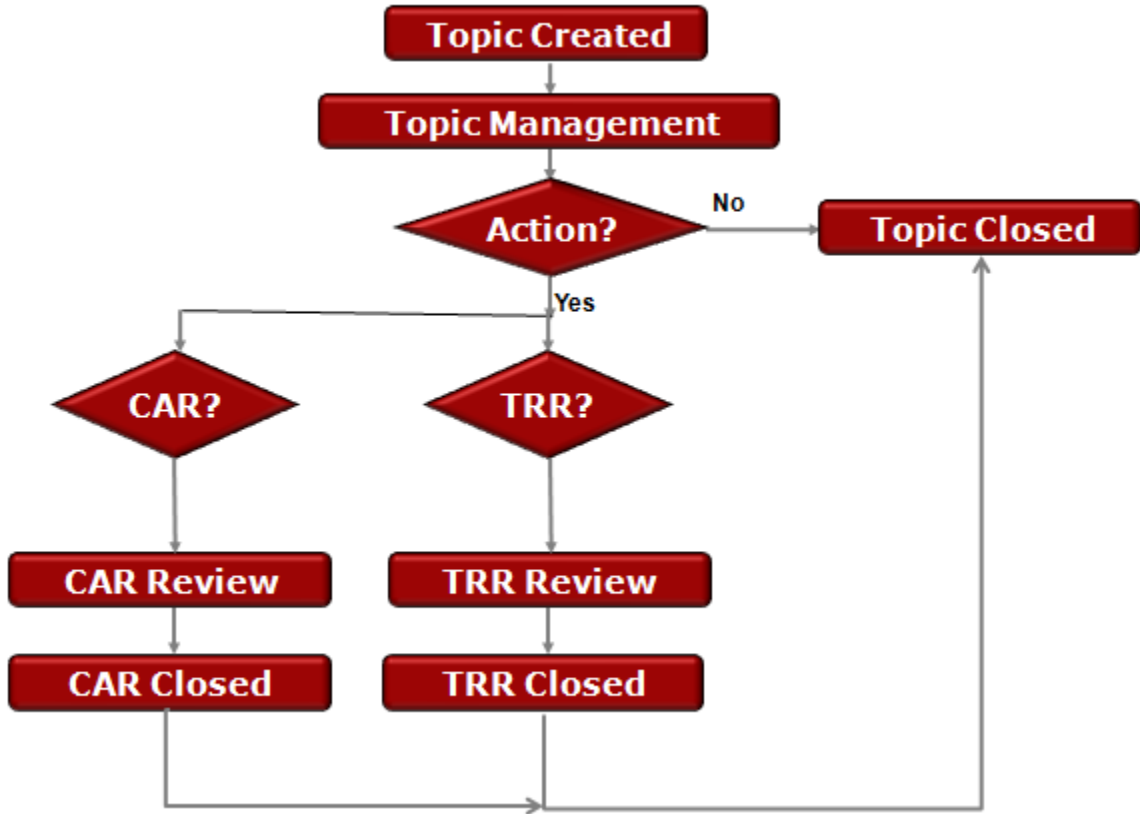 Topic Created
Topic Management
Action?
No
Topic Closed
Yes
CAR?
TRR?
CAR Review
TRR Review
CAR Closed
TRR Closed